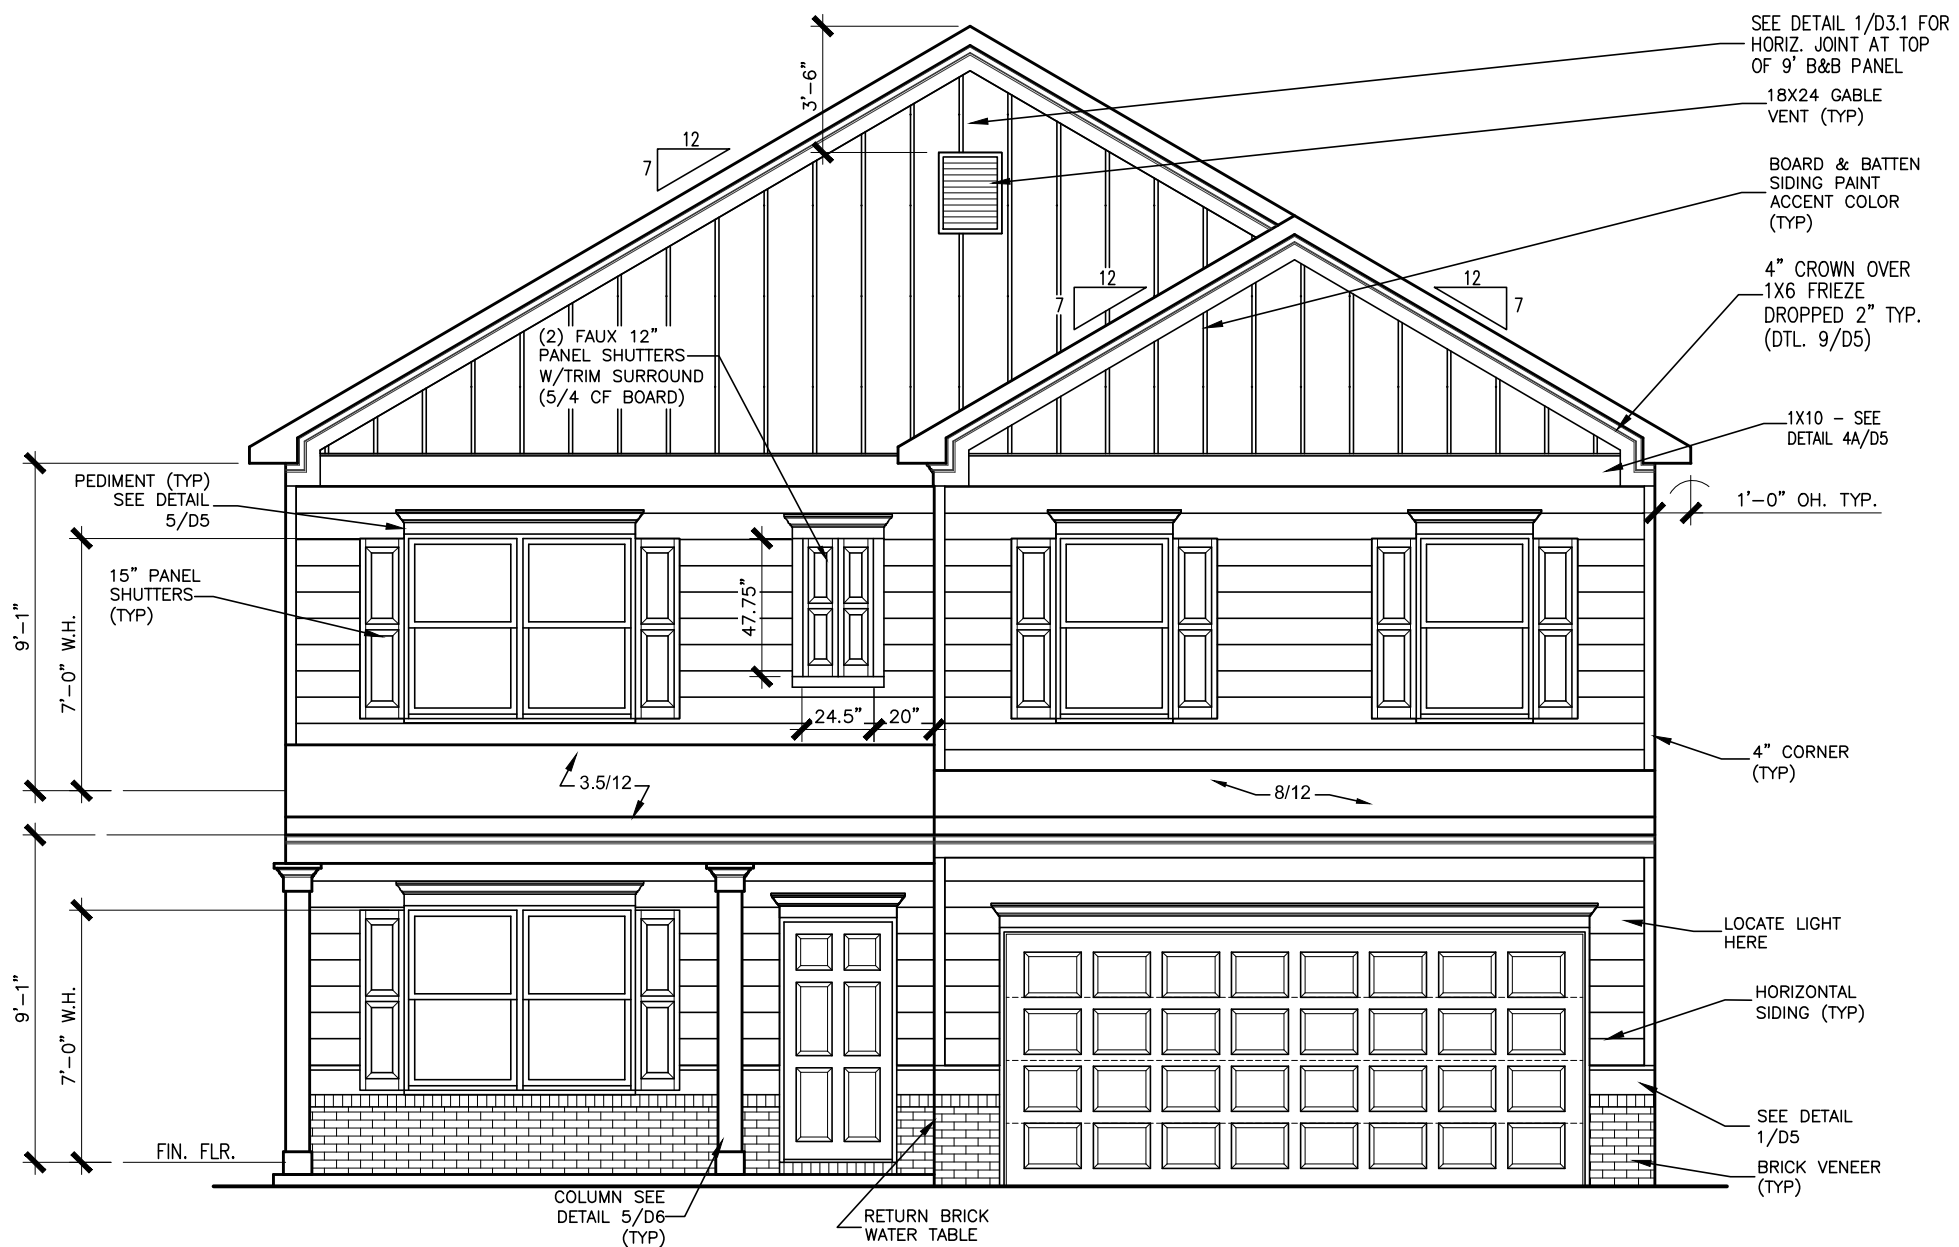 SEE DETAIL 1/D3.1 FOR
HORIZ. JOINT AT TOP
OF 9' B&B PANEL
3'-6"
18X24 GABLE
VENT (TYP)
12
7
BOARD & BATTEN
SIDING PAINT
ACCENT COLOR
(TYP)
12
7
12
7
4" CROWN OVER
1X6 FRIEZE
DROPPED 2" TYP.
(DTL. 9/D5)
(2) FAUX 12"
PANEL SHUTTERS
W/TRIM SURROUND
(5/4 CF BOARD)
1X10 - SEE
DETAIL 4A/D5
PEDIMENT (TYP)
SEE DETAIL
5/D5
1'-0" OH. TYP.
15" PANEL
SHUTTERS
(TYP)
9'-1"
7'-0" W.H.
47.75"
24.5"
20"
4" CORNER
(TYP)
3.5/12
8/12
9'-1"
7'-0" W.H.
LOCATE LIGHT
HERE
HORIZONTAL
SIDING (TYP)
SEE DETAIL
1/D5
FIN. FLR.
BRICK VENEER
(TYP)
COLUMN SEE
DETAIL 5/D6
(TYP)
RETURN BRICK
WATER TABLE